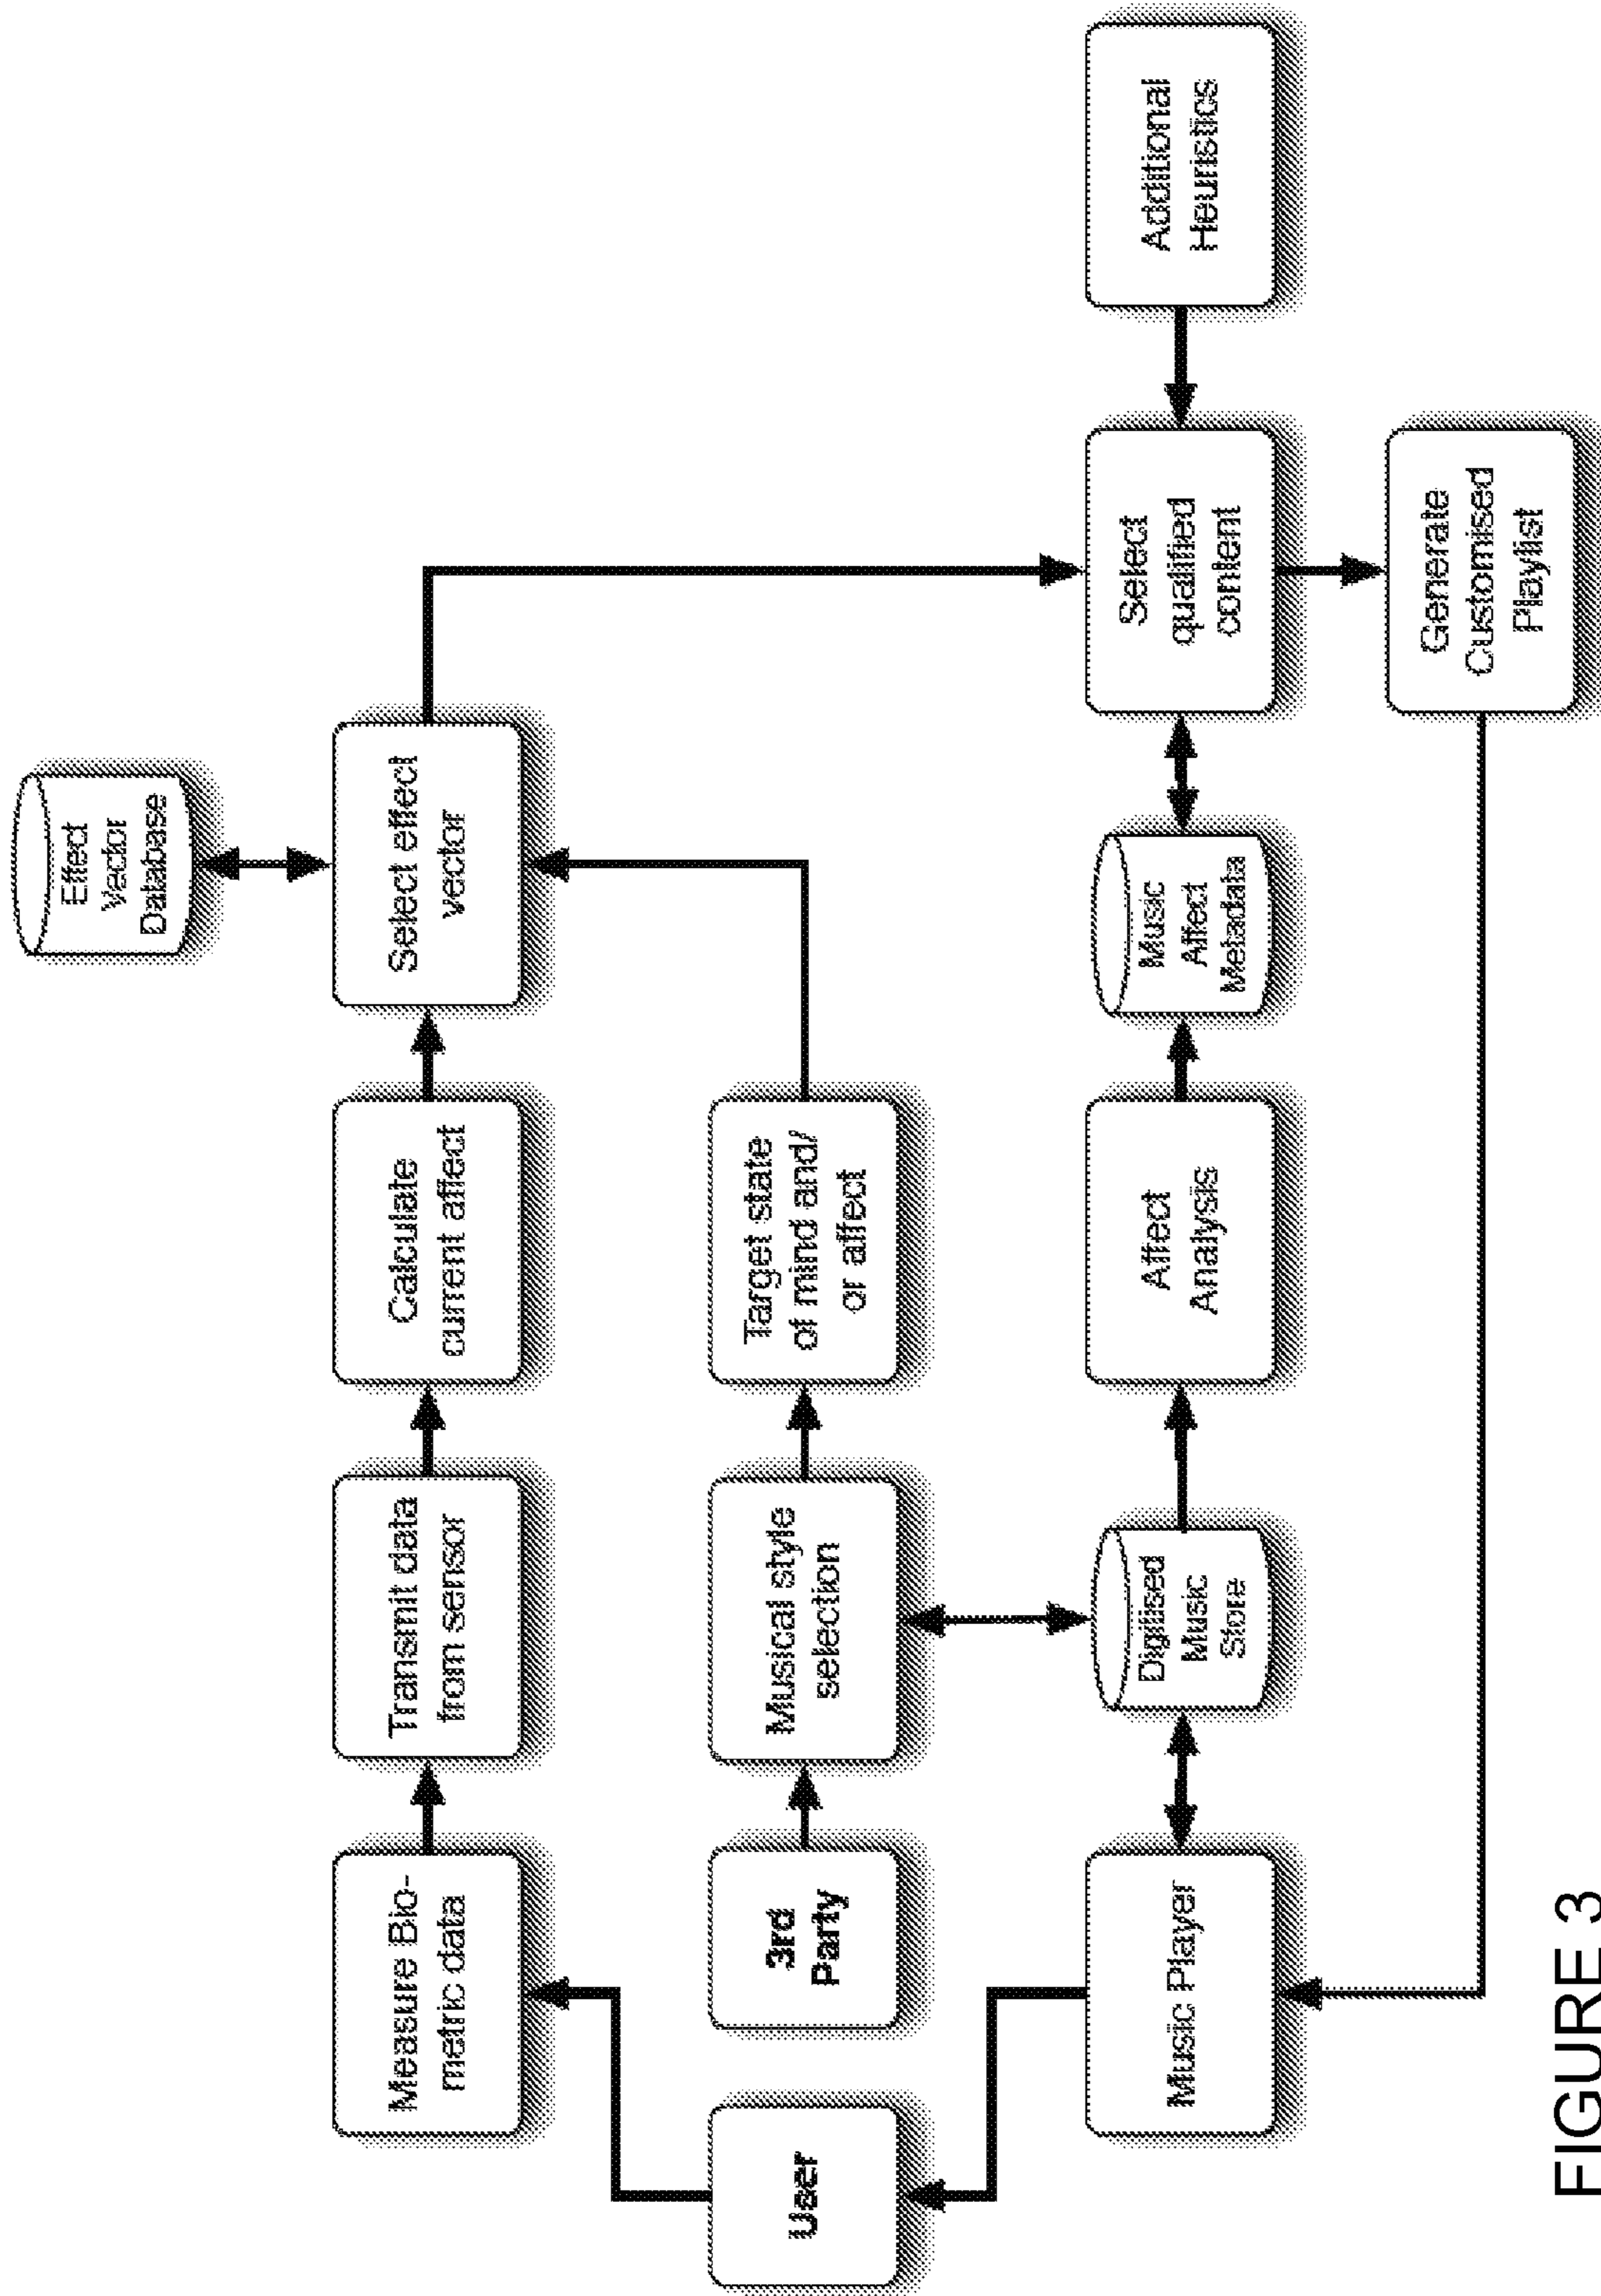 Effect
Vector
Database
Measure Bio-
metric data
Transmit data
from sensor
Calculate
current affect
Select effect
vector
User
3rd
Party
Musical style
selection
Target state
of mind and/
or affect
Music Player
Digitised
Music
Store
Affect
Analysis
Music
Affect
Metadata
Select
qualified
content
Additional
Heuristics
Generate
Customised
Playlist
FIGURE 3